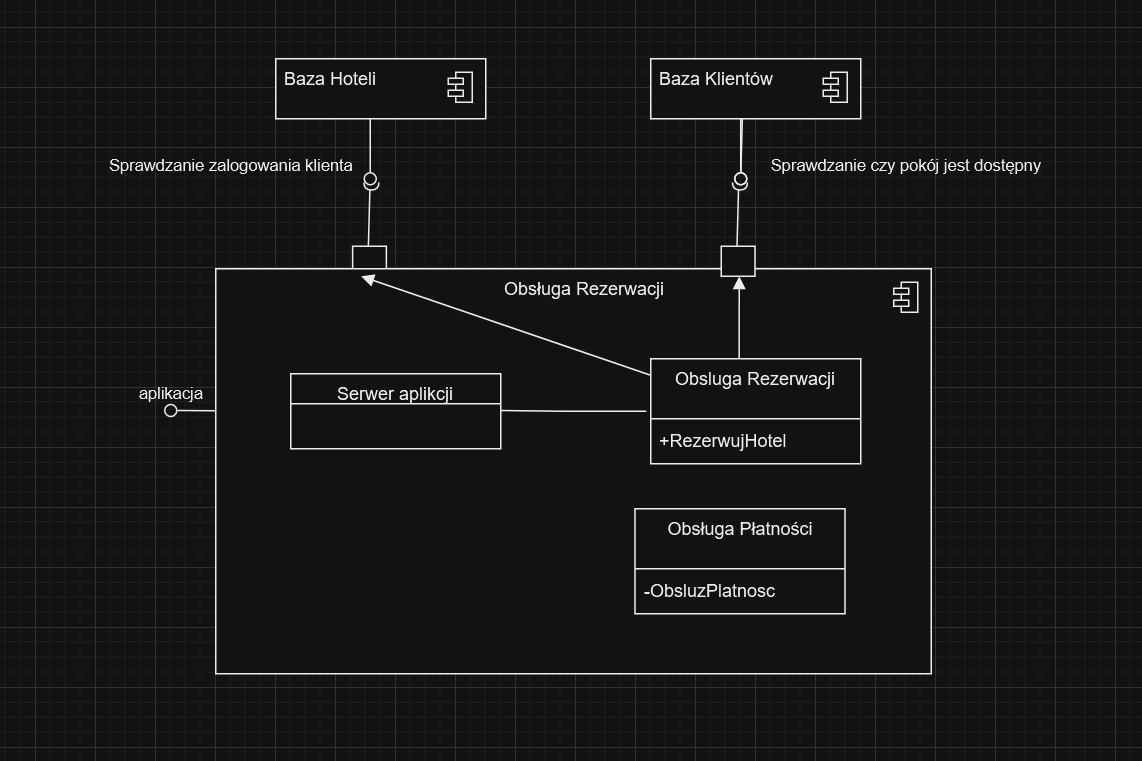 Baza Hoteli
Baza Klientów
Sprawdzanie zalogowania klienta
Sprawdzanie czy pokój jest dostępny
Obsługa Rezerwacji
aplikacja
Serwer aplikcji
Obsluga Rezerwacji
+RezerwujHotel
Obsługa Płatności
-ObsluzPlatnosc